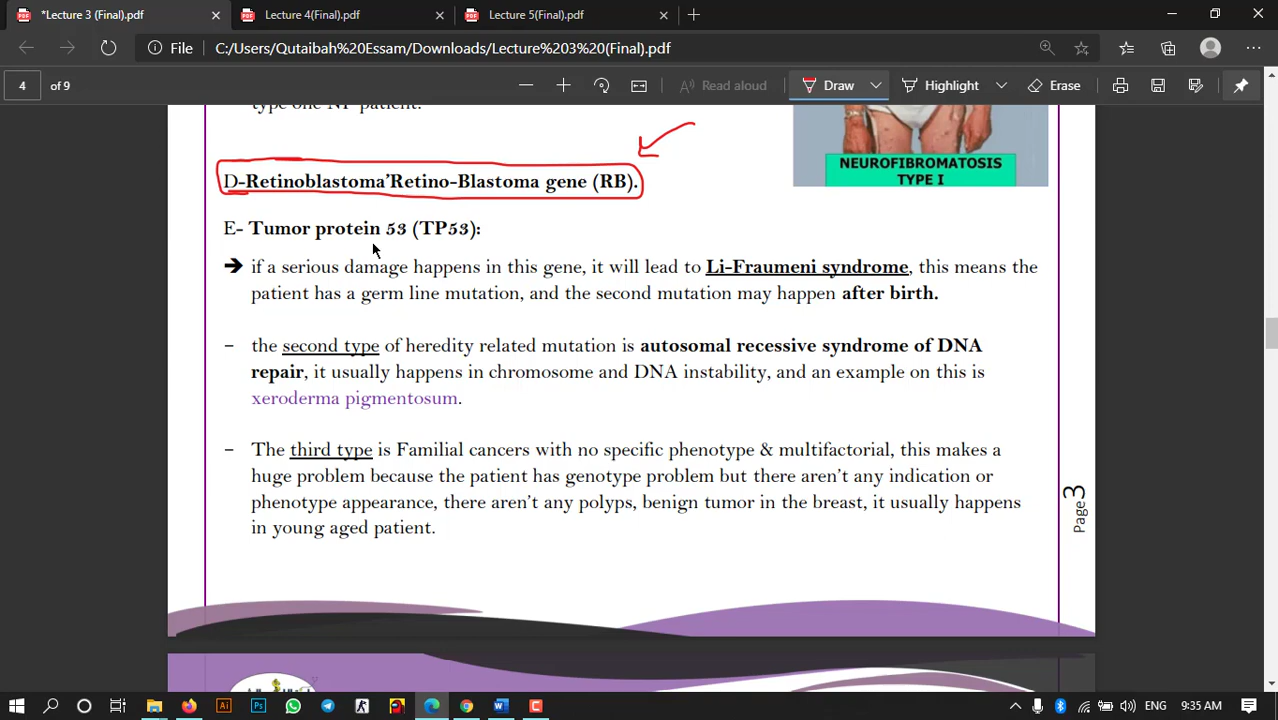 *Lecture 3 (Final).pdf
Lecture 4(Final).pdf
Lecture 5(Final).pdf
File
C:/Users/Qutaibah%20Essam/Downloads/Lecture%203%20(Final).pdf
4 of 9
Read aloud
Draw
Highlight
Erase
type one NF patient.
NEUROFIBROMATOSIS
TYPE I
D-Retinoblastoma’Retino-Blastoma gene (RB).
E- Tumor protein 53 (TP53):
➔ if a serious damage happens in this gene, it will lead to Li-Fraumeni syndrome, this means the
patient has a germ line mutation, and the second mutation may happen after birth.
- the second type of heredity related mutation is autosomal recessive syndrome of DNA
repair, it usually happens in chromosome and DNA instability, and an example on this is
xeroderma pigmentosum.
- The third type is Familial cancers with no specific phenotype & multifactorial, this makes a
huge problem because the patient has genotype problem but there aren’t any indication or
phenotype appearance, there aren’t any polyps, benign tumor in the breast, it usually happens
in young aged patient.
Page3
ENG
9:35 AM